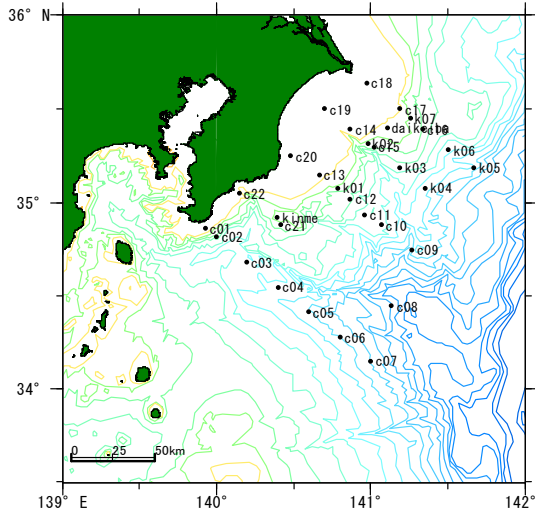 36° N
c18
c19
c17
k07
c14
daikeibo
c16
k02
c15
k06
c20
k03
k05
c13
k01
k04
c22
c12
kinme
c11
c21
c10
c01
c02
c09
c03
35°
c04
c08
c05
c06
c07
34°
0 25 50km
139° E 140° 141° 142°